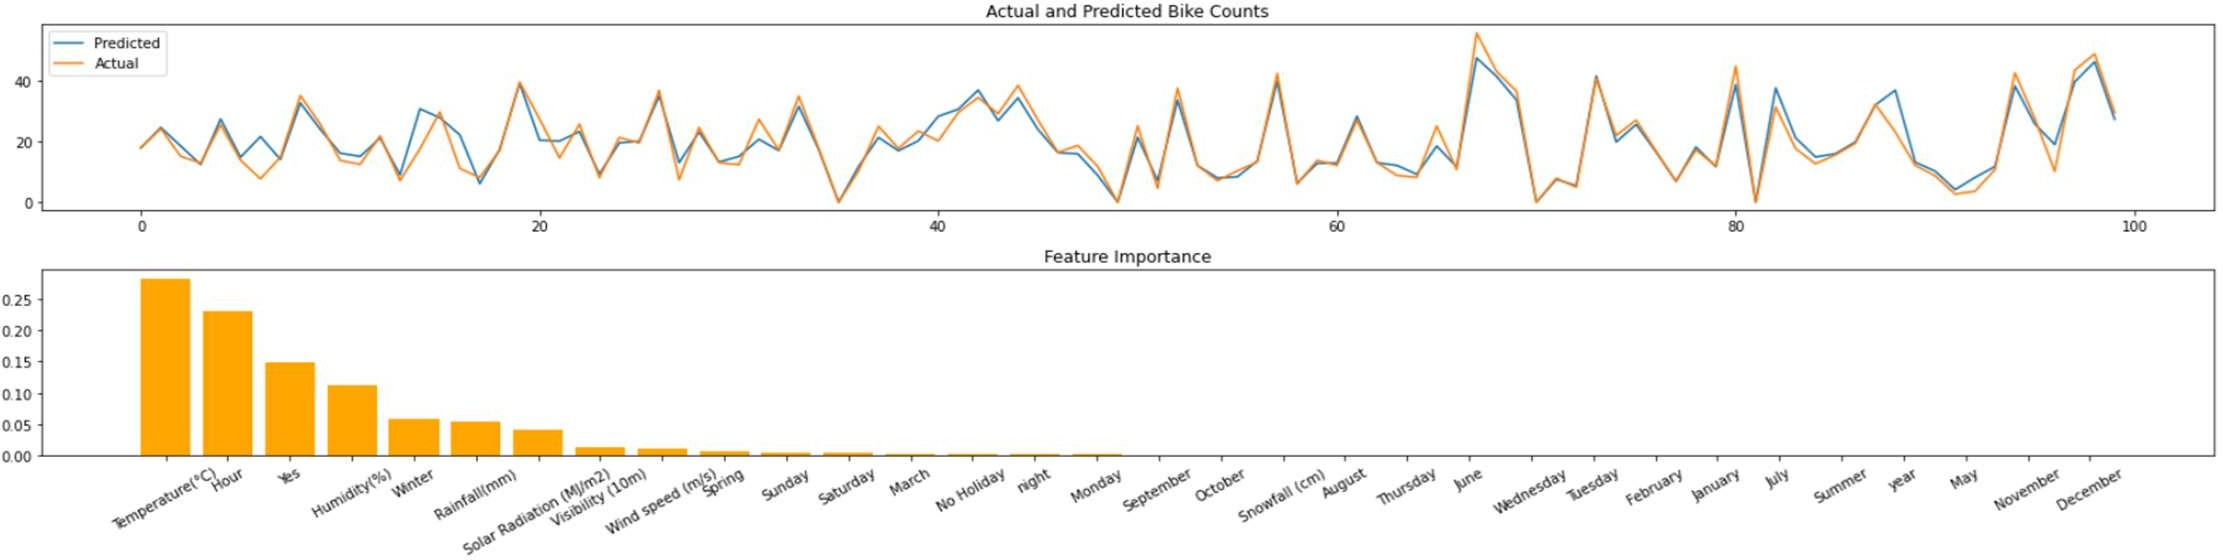 Actual and Predicted Bike Counts
Predicted
Actual
40
20
0
0 20 40 60 80 100
Feature Importance
0.25
0.20
0.15
0.10
0.05
0.00
Temperature(°C) Hour Yes Humidity(%) Winter Rainfall(mm) Solar Radiation (MJ/m2) Visibility (10m) Wind speed (m/s) Spring Sunday Saturday March No Holiday night Monday September October Snowfall (cm) August Thursday June Wednesday Tuesday February January July Summer year May November December